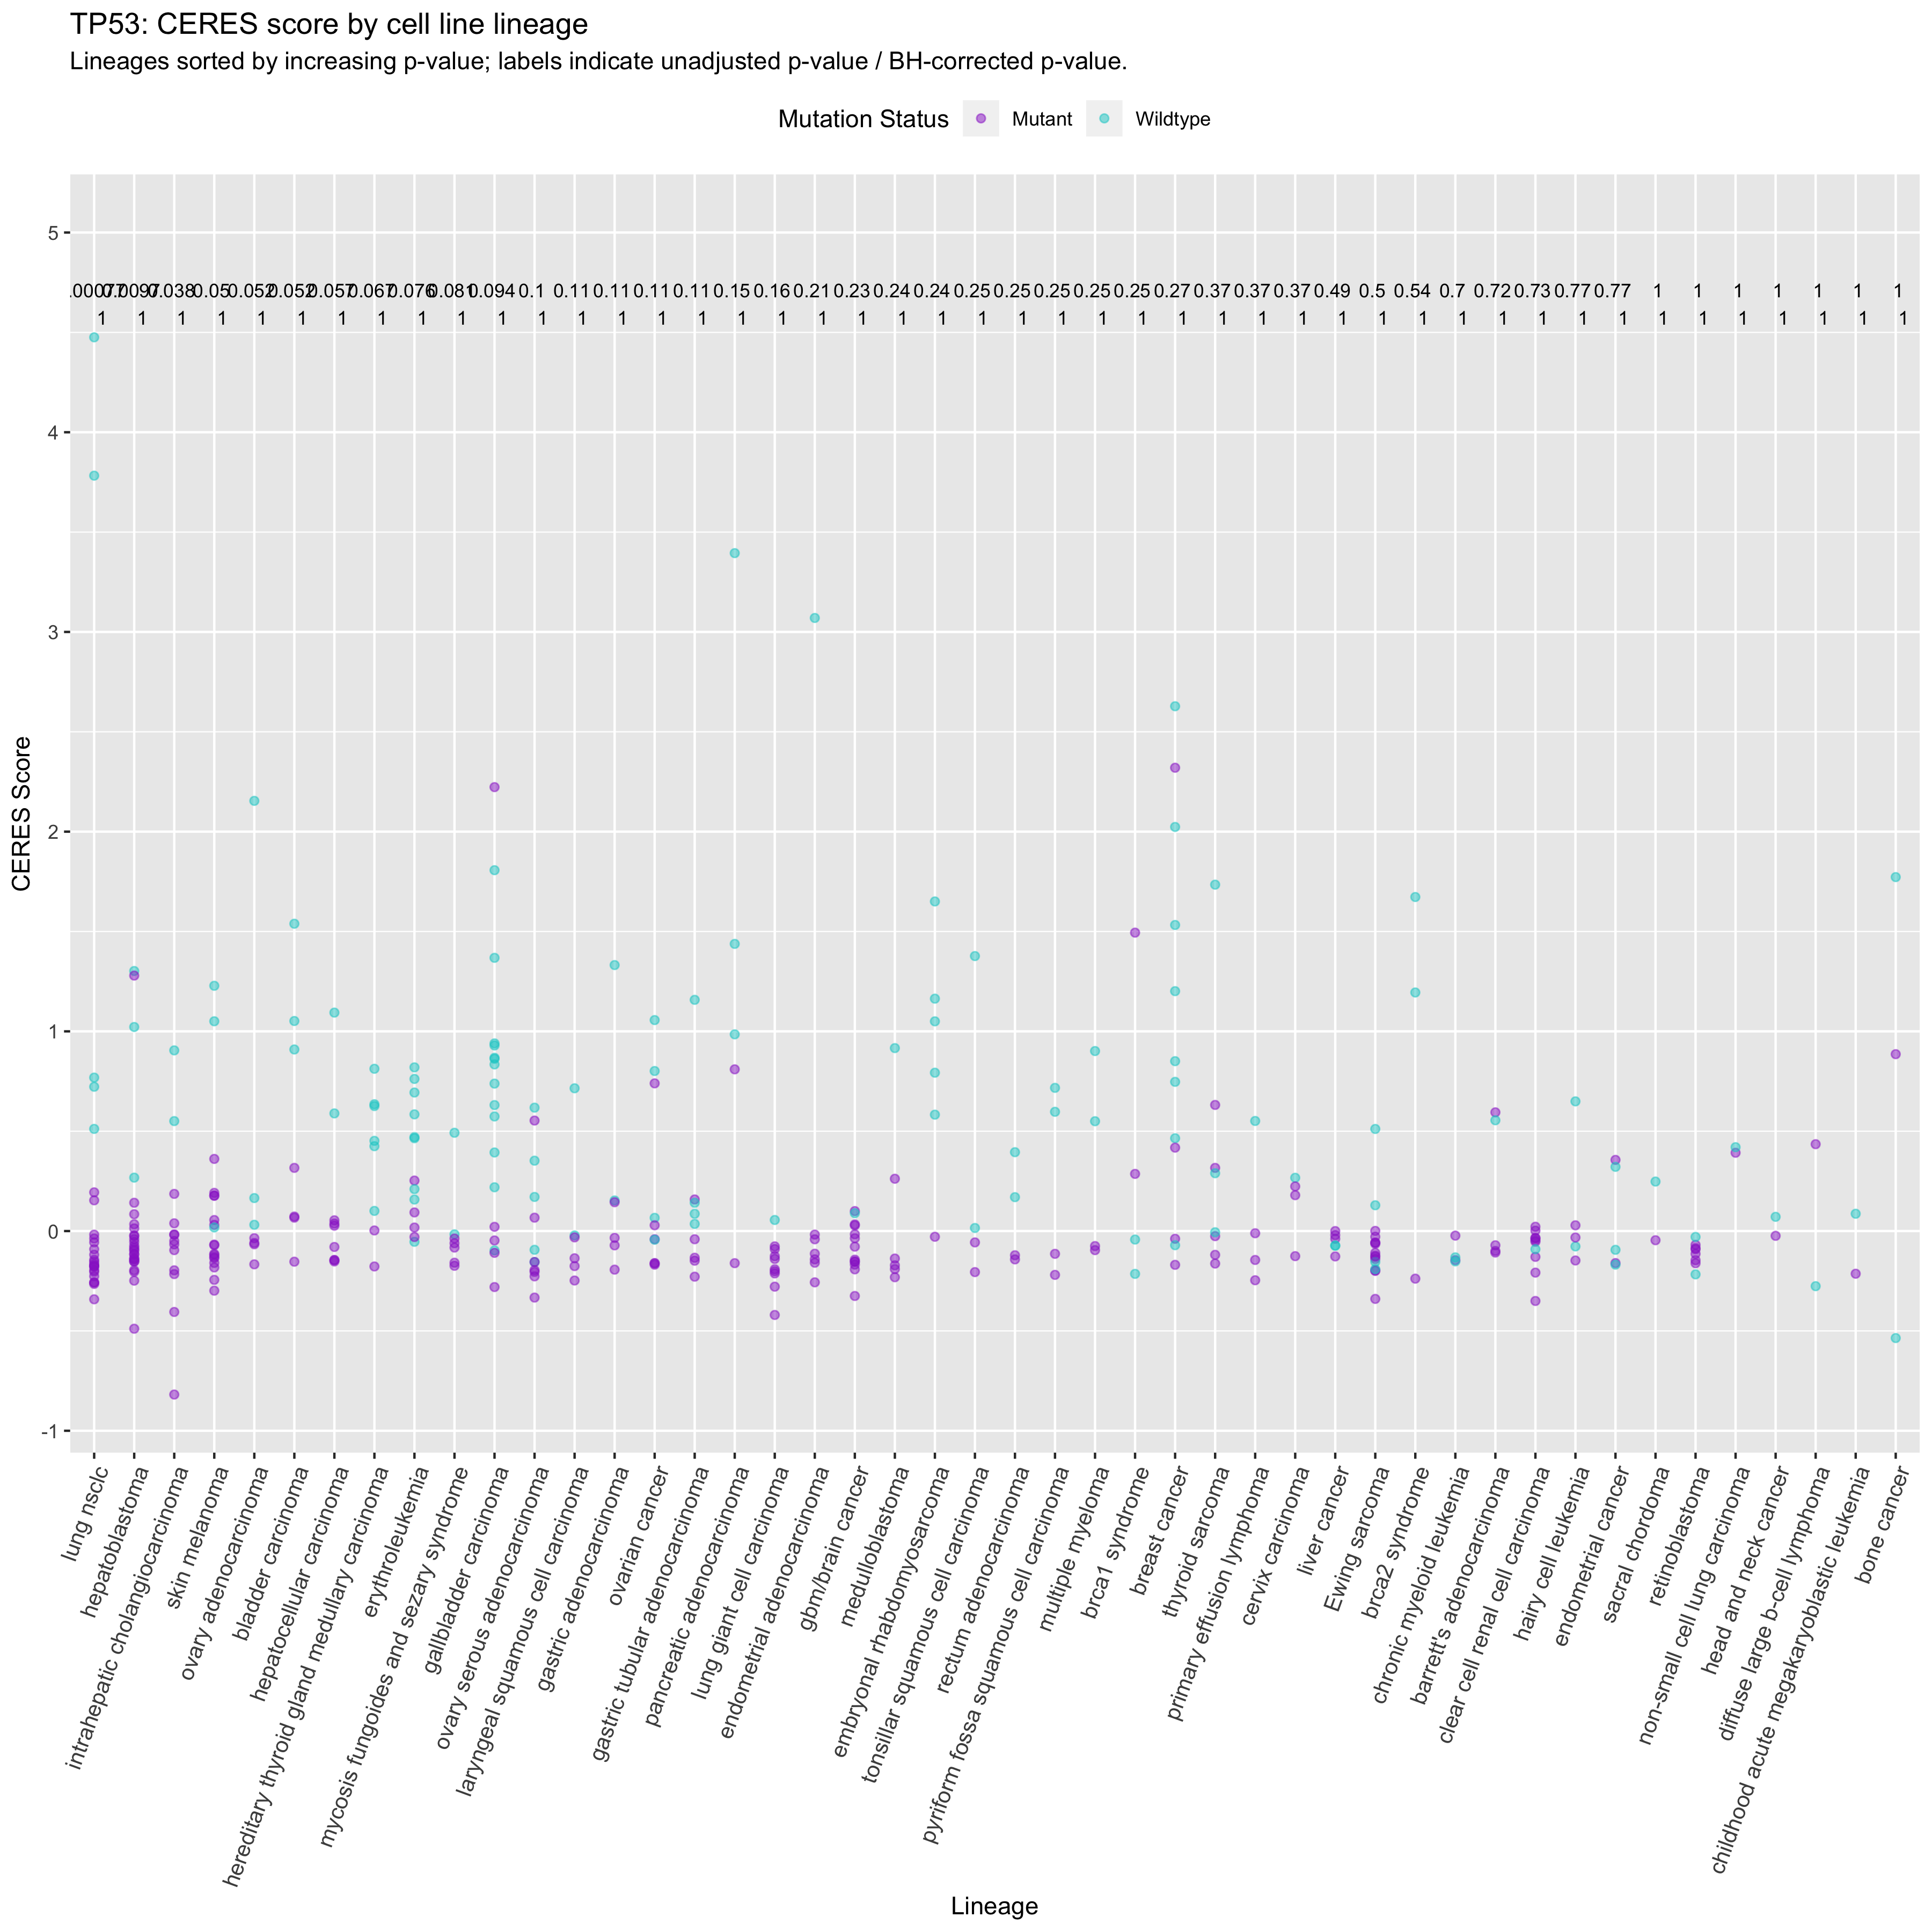 TP53: CERES score by cell line lineage
Lineages sorted by increasing p-value; labels indicate unadjusted p-value / BH-corrected p-value.
Mutation Status Mutant Wildtype
5
.00077 0.0097 0.038 0.05 0.052 0.052 0.057 0.067 0.076 0.081 0.094 0.1 0.11 0.11 0.11 0.11 0.15 0.16 0.21 0.23 0.24 0.24 0.25 0.25 0.25 0.25 0.25 0.27 0.37 0.37 0.37 0.49 0.5 0.54 0.7 0.72 0.73 0.77 0.77 1 1 1 1 1 1 1
1 1 1 1 1 1 1 1 1 1 1 1 1 1 1 1 1 1 1 1 1 1 1 1 1 1 1 1 1 1 1 1 1 1 1 1 1 1 1 1 1 1 1 1 1 1
4
3
2
1
0
-1
CERES Score
lung nsclc
hepatoblastoma
intrahepatic cholangiocarcinoma
skin melanoma
ovary adenocarcinoma
bladder carcinoma
hepatocellular carcinoma
hereditary thyroid gland medullary carcinoma
erythroleukemia
mycosis fungoides and sezary syndrome
gallbladder carcinoma
ovary serous adenocarcinoma
laryngeal squamous cell carcinoma
gastric adenocarcinoma
ovarian cancer
gastric tubular adenocarcinoma
pancreatic adenocarcinoma
lung giant cell carcinoma
endometrial adenocarcinoma
gbm/brain cancer
medulloblastoma
embryonal rhabdomyosarcoma
tonsillar squamous cell carcinoma
rectum adenocarcinoma
pyriform fossa squamous cell carcinoma
multiple myeloma
brca1 syndrome
breast cancer
thyroid sarcoma
primary effusion lymphoma
cervix carcinoma
liver cancer
Ewing sarcoma
brca2 syndrome
chronic myeloid leukemia
barrett's adenocarcinoma
clear cell renal cell carcinoma
hairy cell leukemia
endometrial cancer
sacral chordoma
retinoblastoma
non-small cell lung carcinoma
head and neck cancer
diffuse large b-cell lymphoma
childhood acute megakaryoblastic leukemia
bone cancer
Lineage